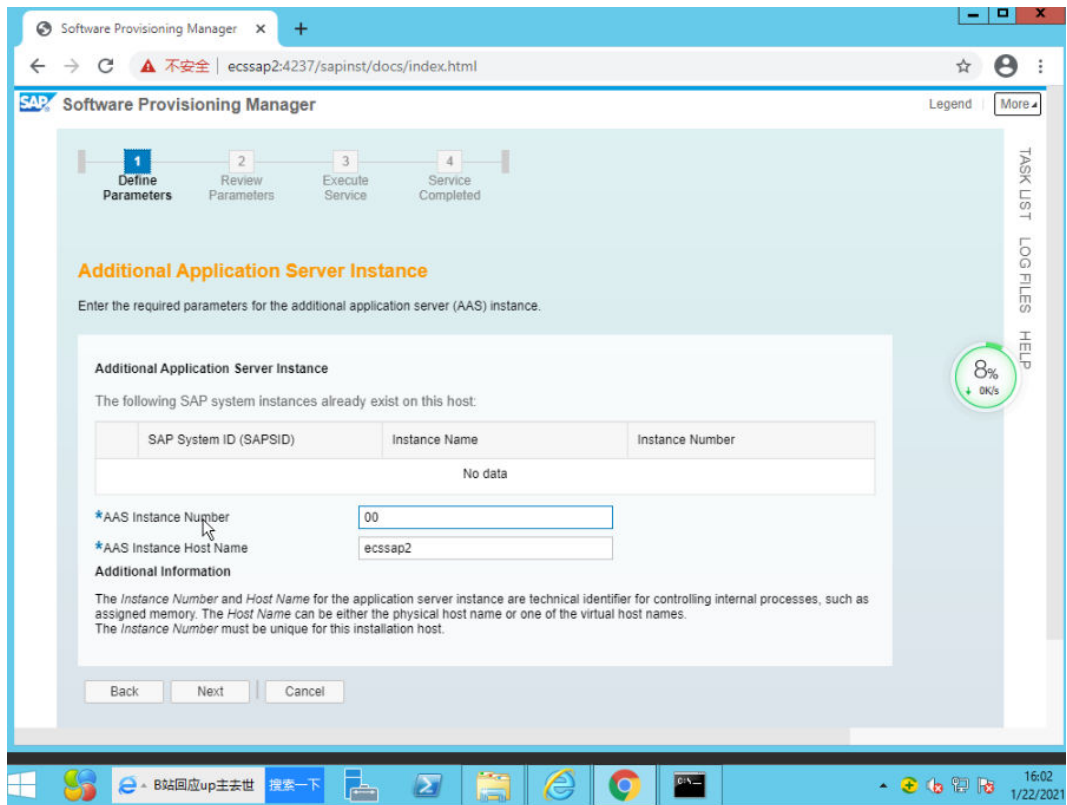 Software Provisioning Manager
不安全 | ecssap2:4237/sapinst/docs/index.html
SAP Software Provisioning Manager
Legend
More
1
Define Parameters
2
Review Parameters
3
Execute Service
4
Service Completed
TASK LIST
LOG FILES
HELP
Additional Application Server Instance
Enter the required parameters for the additional application server (AAS) instance.
Additional Application Server Instance
The following SAP system instances already exist on this host:
SAP System ID (SAPSID) Instance Name Instance Number
No data
8%
0K/s
*AAS Instance Number 00
*AAS Instance Host Name ecssap2
Additional Information
The Instance Number and Host Name for the application server instance are technical identifier for controlling internal processes, such as
assigned memory. The Host Name can be either the physical host name or one of the virtual host names.
The Instance Number must be unique for this installation host.
Back Next Cancel
B站回应up主去世 搜索一下
16:02
1/22/2021